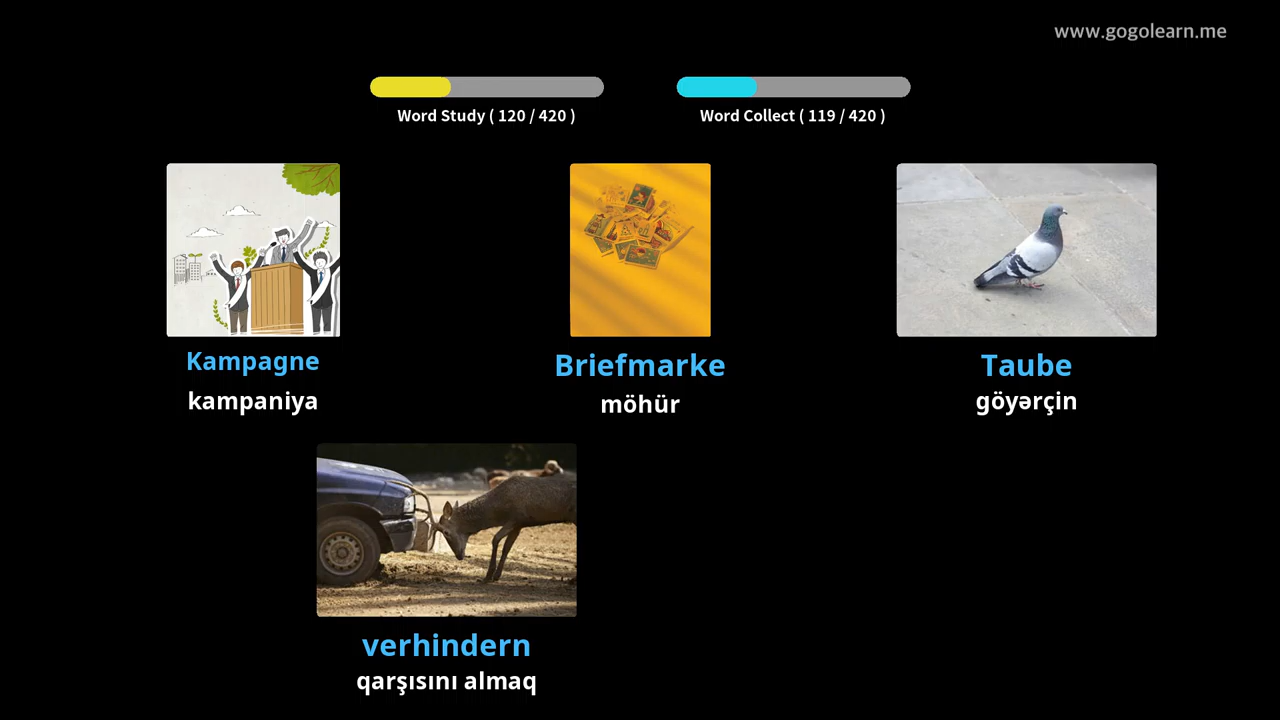 www.gogolearn.me
Word Study ( 120 / 420 )
Word Collect ( 119 / 420 )
Kampagne
kampaniya
Briefmarke
möhür
Taube
göyərçin
verhindern
qarşısını almaq